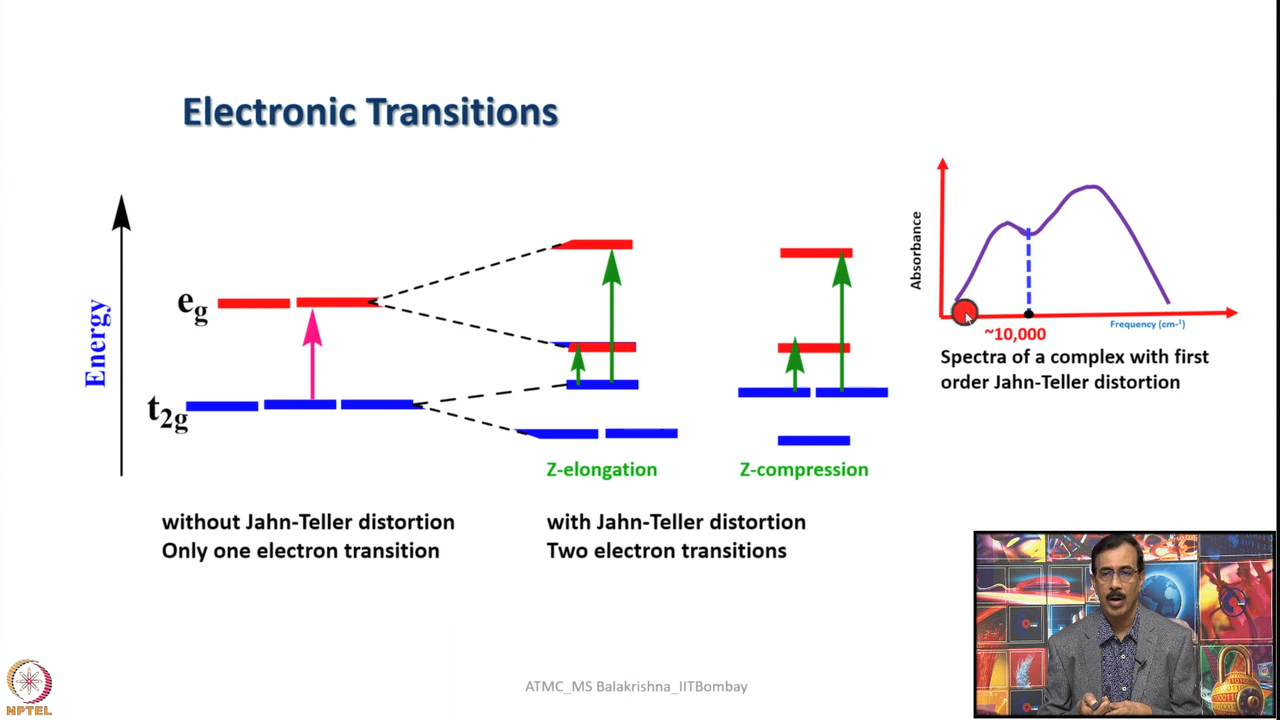 Electronic Transitions
Energy
e_g
t_2g
Z-elongation
Z-compression
without Jahn-Teller distortion
Only one electron transition
with Jahn-Teller distortion
Two electron transitions
Absorbance
~10,000
Frequency (cm⁻¹)
Spectra of a complex with first
order Jahn-Teller distortion
ATMC_MS Balakrishna_IITBombay
NPTEL